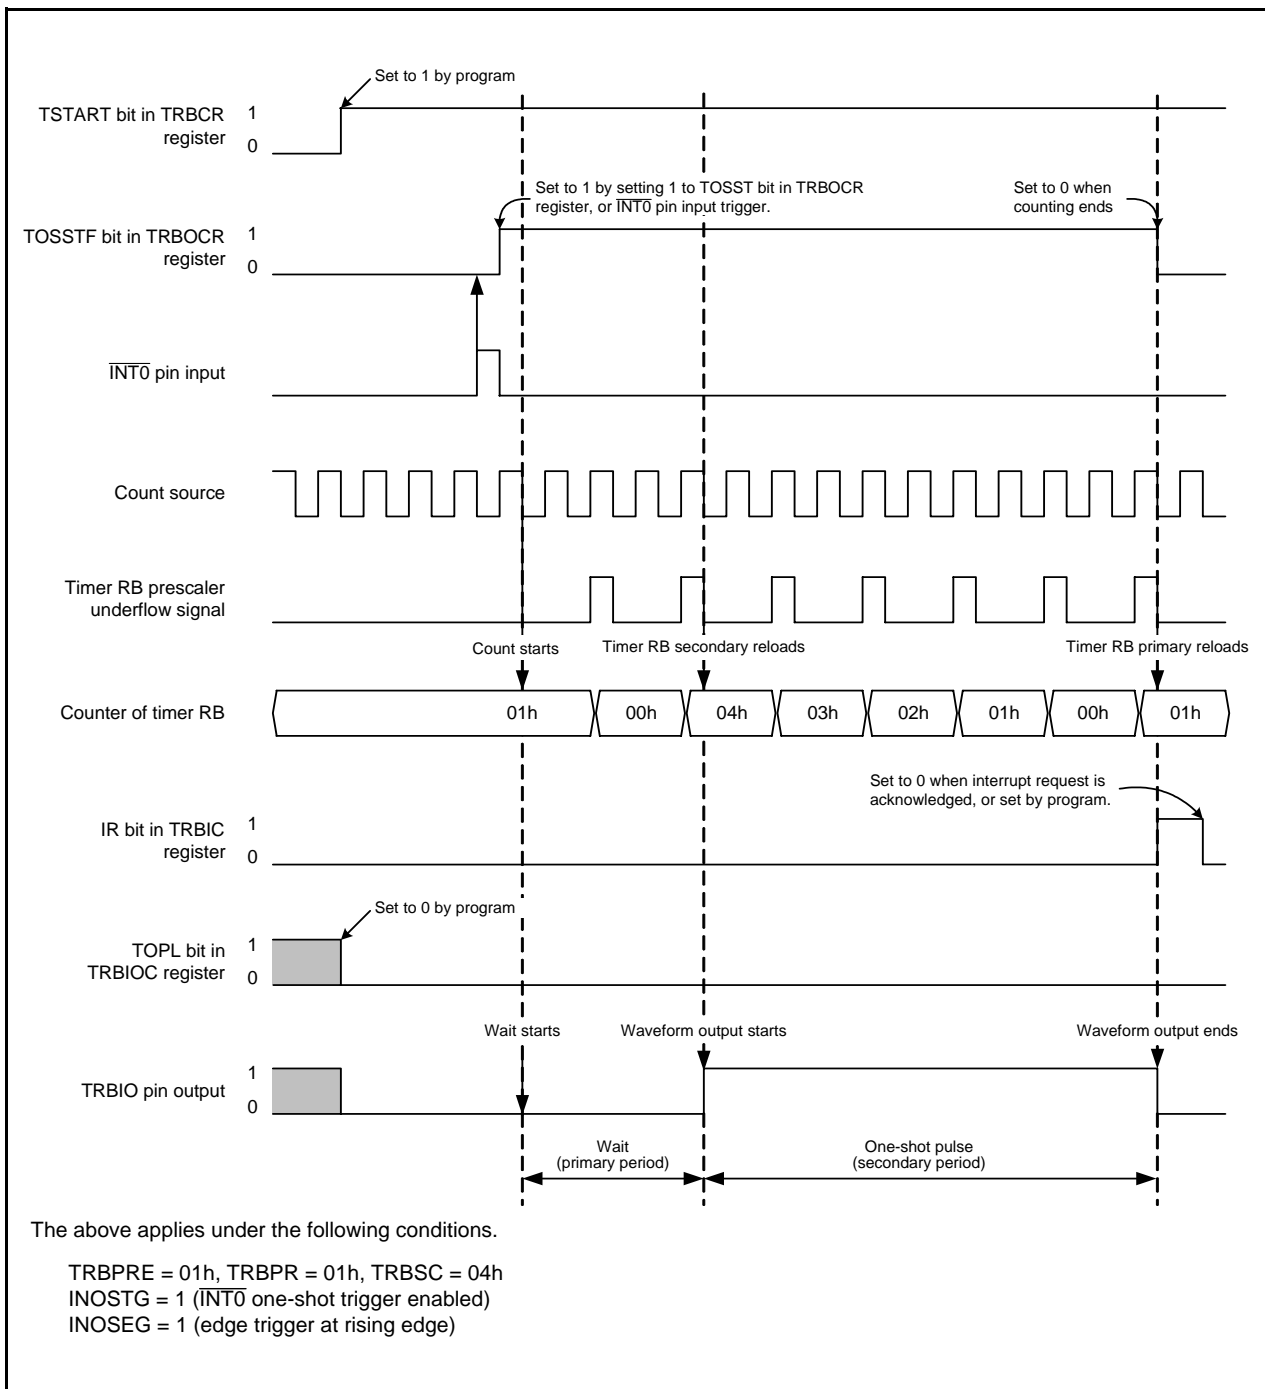 Set to 1 by program
TSTART bit in TRBCR
register
1
0
Set to 1 by setting 1 to TOSST bit in TRBOCR
register, or INT0 pin input trigger.
Set to 0 when
counting ends
TOSSTF bit in TRBOCR
register
1
0
INT0 pin input
Count source
Timer RB prescaler
underflow signal
Count starts
Timer RB secondary reloads
Timer RB primary reloads
Counter of timer RB
01h
00h
04h
03h
02h
01h
00h
01h
Set to 0 when interrupt request is
acknowledged, or set by program.
IR bit in TRBIC
register
1
0
Set to 0 by program
TOPL bit in
TRBIOC register
1
0
Wait starts
Waveform output starts
Waveform output ends
TRBIO pin output
1
0
Wait
(primary period)
One-shot pulse
(secondary period)
The above applies under the following conditions.
TRBPRE = 01h, TRBPR = 01h, TRBSC = 04h
INOSTG = 1 (INT0 one-shot trigger enabled)
INOSEG = 1 (edge trigger at rising edge)